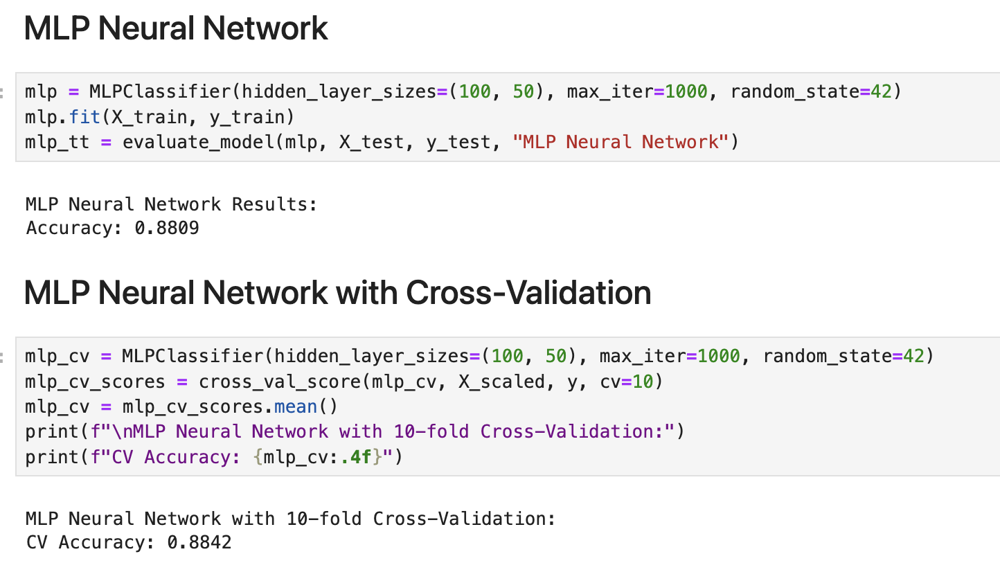 MLP Neural Network
mlp = MLPClassifier(hidden_layer_sizes=(100, 50), max_iter=1000, random_state=42)
mlp.fit(X_train, y_train)
mlp_tt = evaluate_model(mlp, X_test, y_test, "MLP Neural Network")
MLP Neural Network Results:
Accuracy: 0.8809
MLP Neural Network with Cross-Validation
mlp_cv = MLPClassifier(hidden_layer_sizes=(100, 50), max_iter=1000, random_state=42)
mlp_cv_scores = cross_val_score(mlp_cv, X_scaled, y, cv=10)
mlp_cv = mlp_cv_scores.mean()
print(f"\nMLP Neural Network with 10-fold Cross-Validation:")
print(f"CV Accuracy: {mlp_cv:.4f}")
MLP Neural Network with 10-fold Cross-Validation:
CV Accuracy: 0.8842